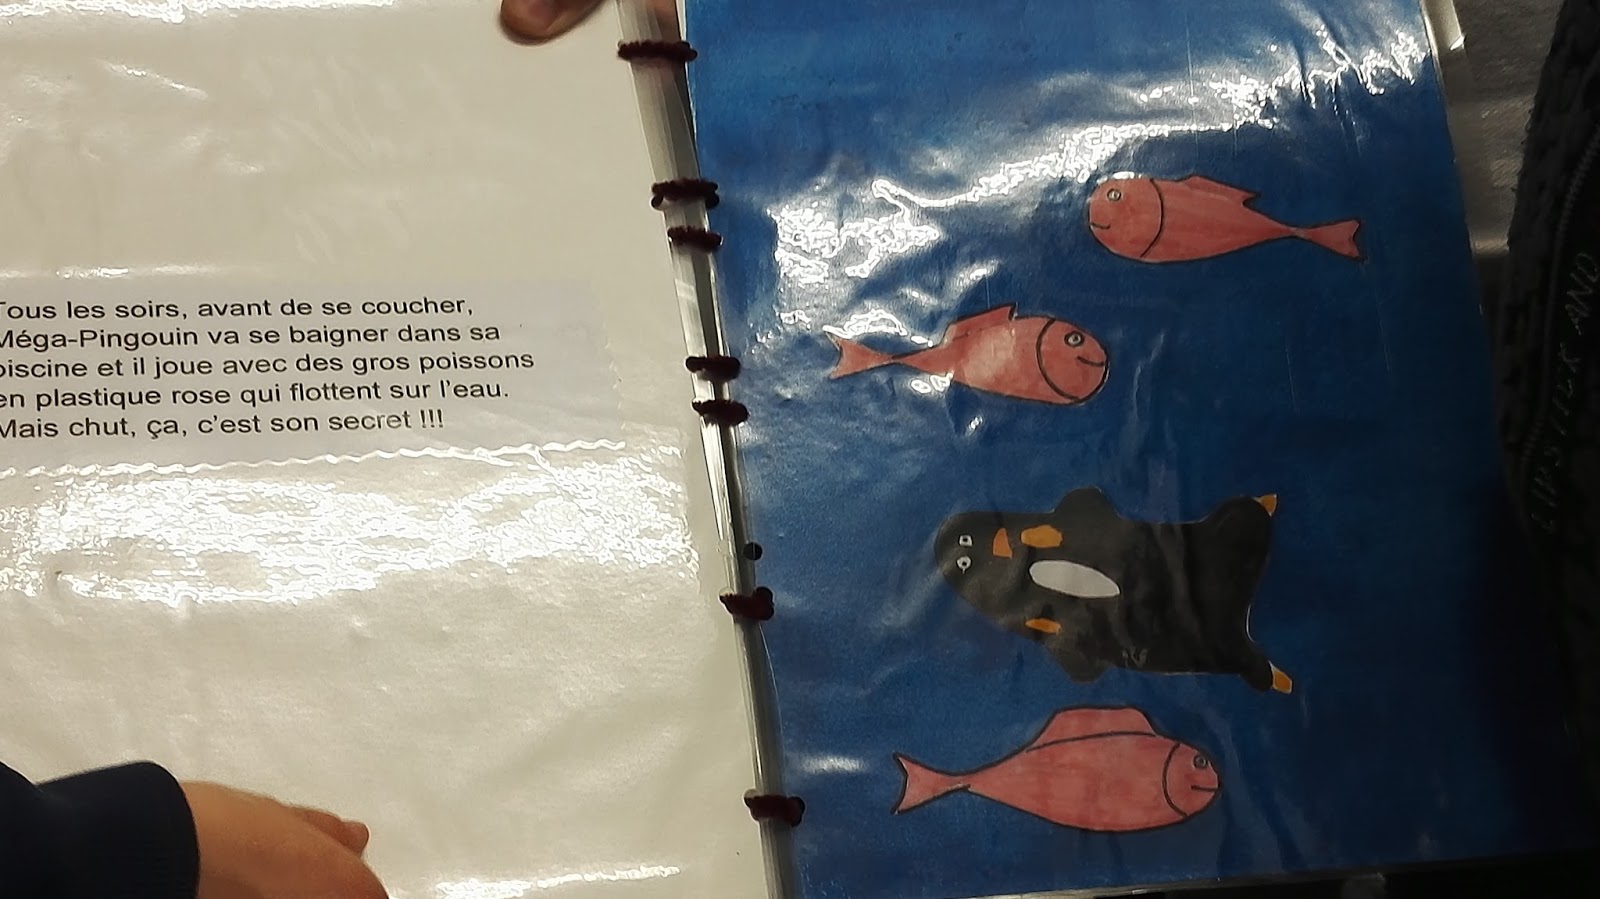 Tous les soirs, avant de se coucher,
Méga-Pingouin va se baigner dans sa
piscine et il joue avec des gros poissons
en plastique rose qui flottent sur l'eau.
Mais chut, ça, c'est son secret !!!